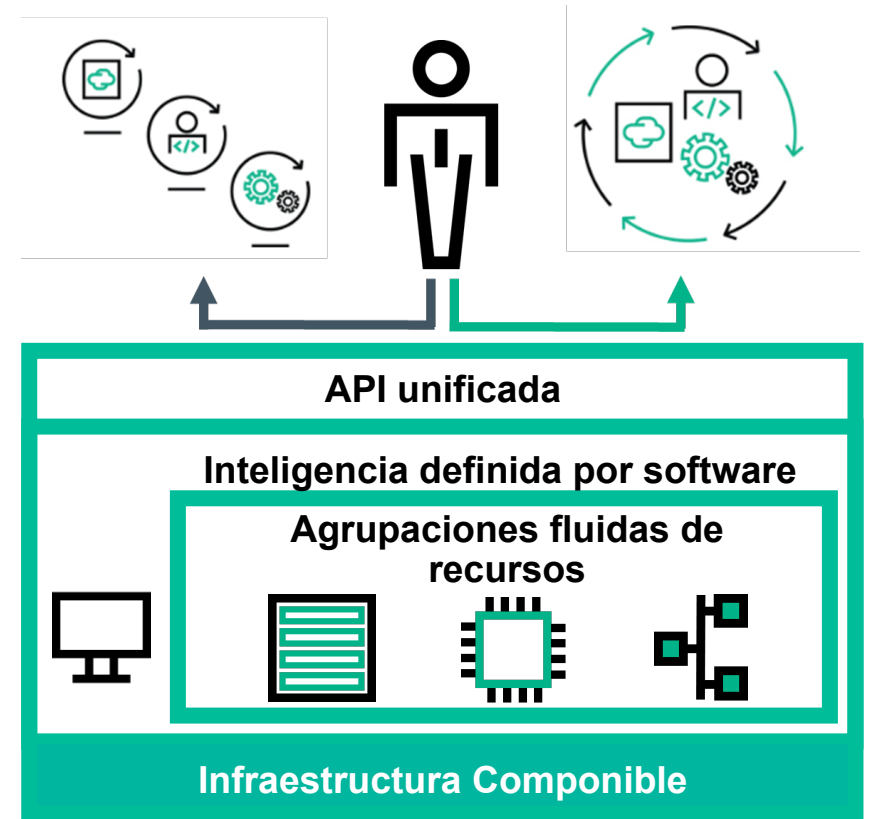 </>
</>
API unificada
Inteligencia definida por software
Agrupaciones fluidas de
recursos
Infraestructura Componible